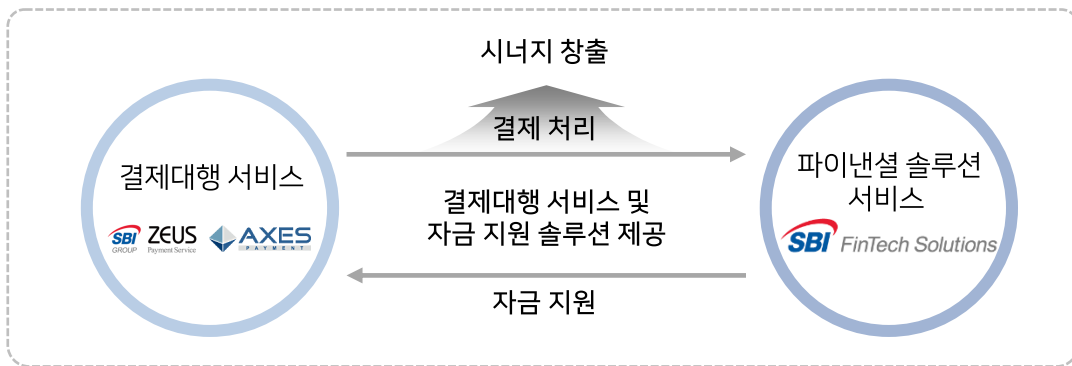 시너지 창출
결제 처리
결제대행 서비스
SBI
GROUP
ZEUS
Payment Service
AXES
PAYMENT
결제대행 서비스 및
자금 지원 솔루션 제공
자금 지원
파이낸셜 솔루션
서비스
SBI FinTech Solutions